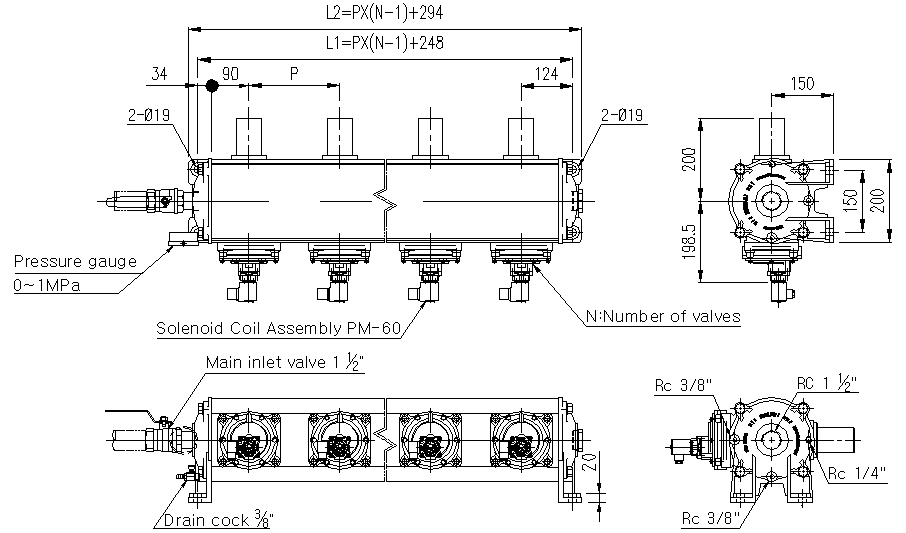 L2=PX(N-1)+294
L1=PX(N-1)+248
34
90
P
124
150
2-Ø19
2-Ø19
200
150
200
198.5
Pressure gauge
0~1MPa
Solenoid Coil Assembly PM-60
N:Number of valves
Main inlet valve 1 ½"
Rc 3/8"
RC 1 ½"
20
Rc 1/4"
Drain cock ⅜"
Rc 3/8"